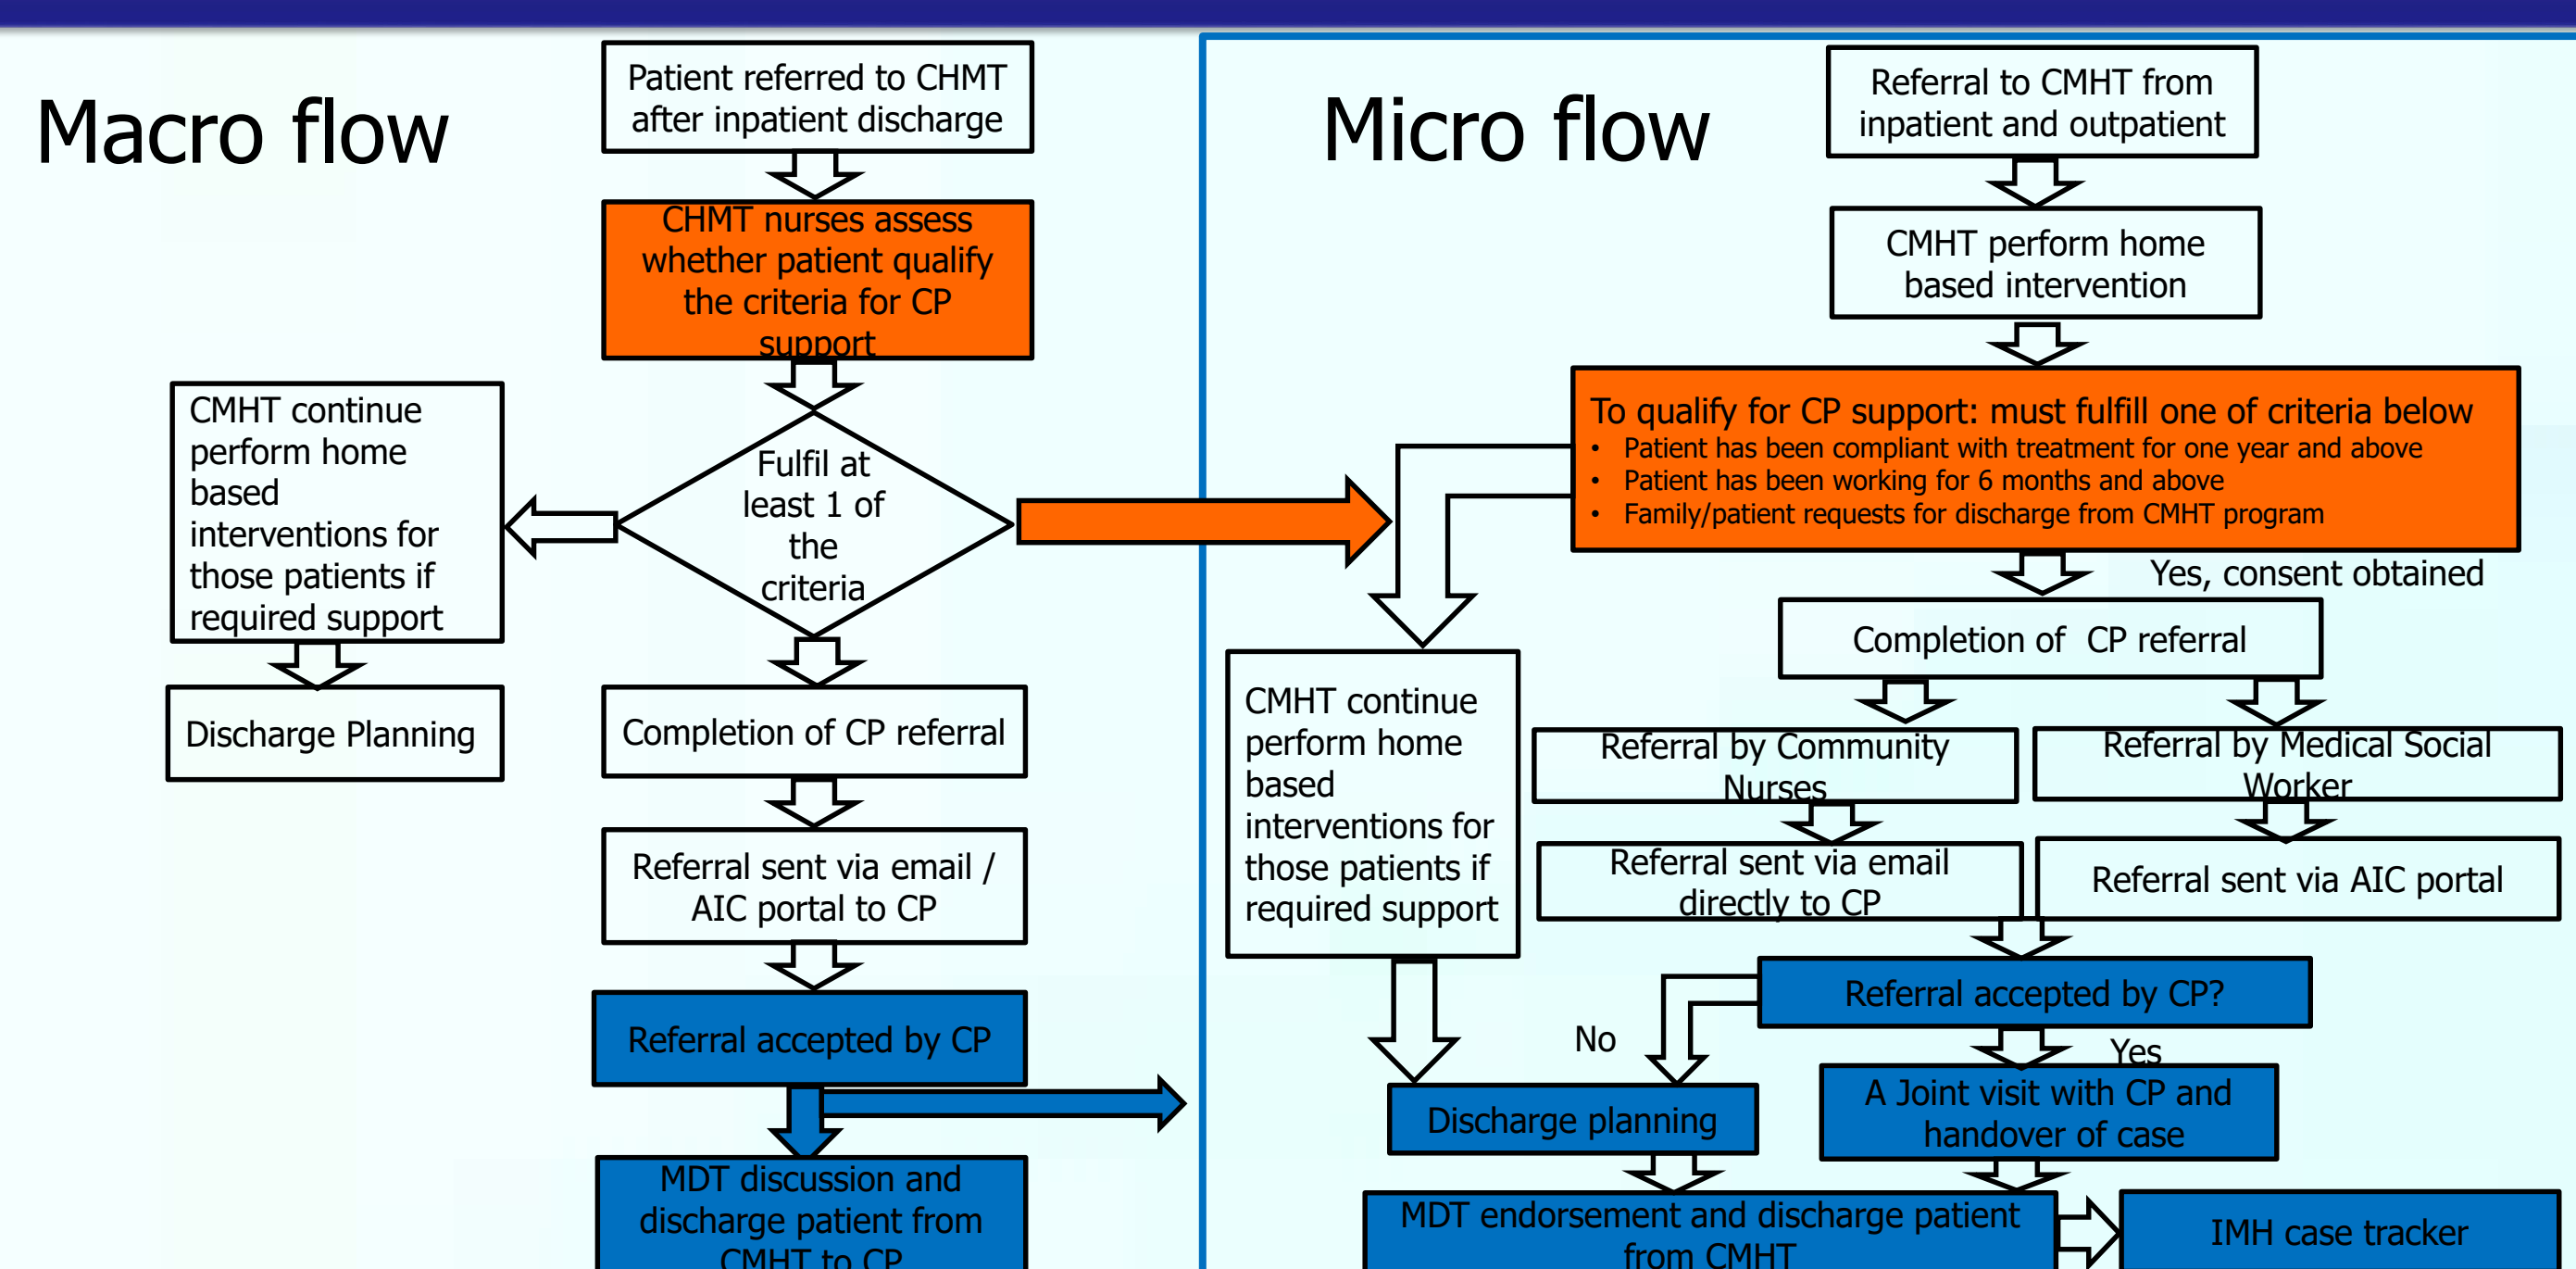 Macro flow
Patient referred to CHMT
after inpatient discharge
CHMT nurses assess
whether patient qualify
the criteria for CP
support
Fulfil at
least 1 of
the
criteria
CMHT continue
perform home
based
interventions for
those patients if
required support
Discharge Planning
Completion of CP referral
Referral sent via email /
AIC portal to CP
Referral accepted by CP
MDT discussion and
discharge patient from
CMHT to CP
Micro flow
Referral to CMHT from
inpatient and outpatient
CMHT perform home
based intervention
To qualify for CP support: must fulfill one of criteria below
• Patient has been compliant with treatment for one year and above
• Patient has been working for 6 months and above
• Family/patient requests for discharge from CMHT program
Yes, consent obtained
Completion of CP referral
CMHT continue
perform home
based
interventions for
those patients if
required support
Referral by Community
Nurses
Referral by Medical Social
Worker
Referral sent via email
directly to CP
Referral sent via AIC portal
Referral accepted by CP?
No
Yes
Discharge planning
A Joint visit with CP and
handover of case
MDT endorsement and discharge patient
from CMHT
IMH case tracker